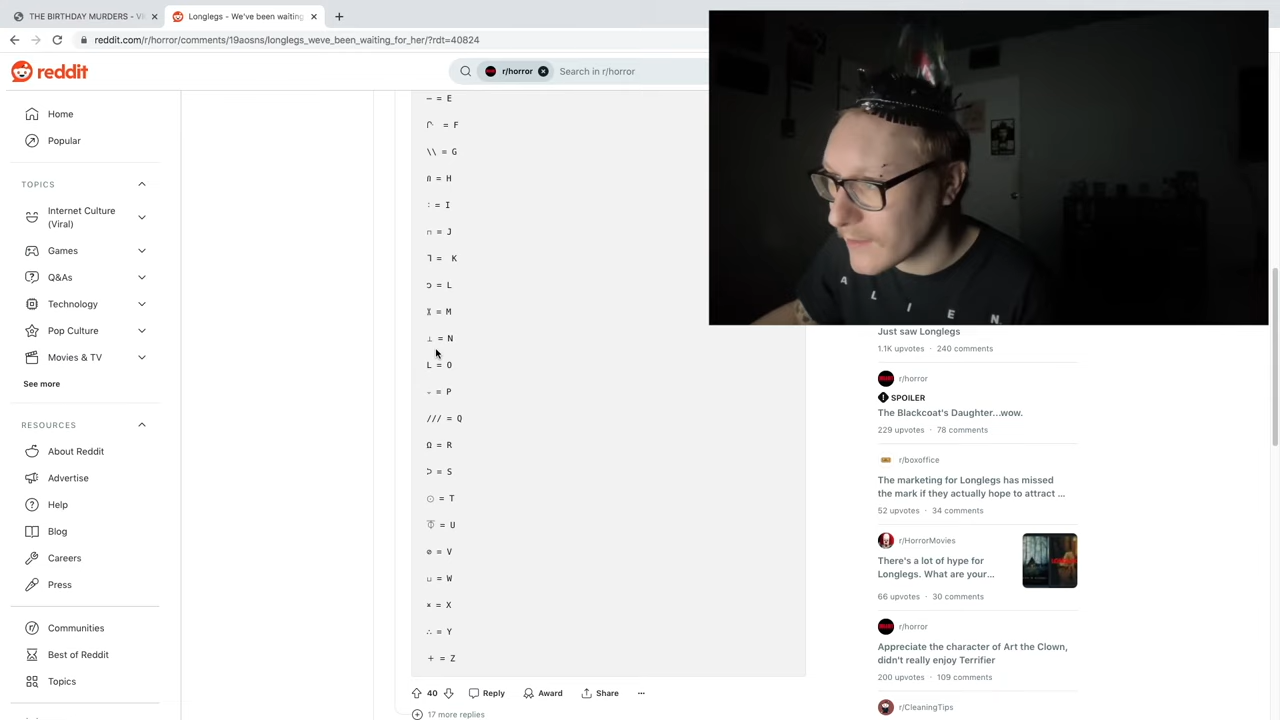 THE BIRTHDAY MURDERS - VI
Longlegs - We've been waiting
reddit.com/r/horror/comments/19aosns/longlegs_weve_been_waiting_for_her/?rdt=40824
reddit
r/horror
Search in r/horror
Home
Popular
TOPICS
Internet Culture
(Viral)
Games
Q&As
Technology
Pop Culture
Movies & TV
See more
RESOURCES
About Reddit
Advertise
Help
Blog
Careers
Press
Communities
Best of Reddit
Topics
— = E
= F
\\ = G
= H
: = I
= J
= K
ɔ = L
= M
⊥ = N
L = O
- = P
/// = Q
Ω = R
= S
⊙ = T
= U
⊘ = V
⊔ = W
× = X
∴ = Y
+ = Z
40
Reply
Award
Share
17 more replies
A L I E N
Just saw Longlegs
1.1K upvotes · 240 comments
r/horror
SPOILER
The Blackcoat's Daughter...wow.
229 upvotes · 78 comments
r/boxoffice
The marketing for Longlegs has missed
the mark if they actually hope to attract ...
52 upvotes · 34 comments
r/HorrorMovies
There's a lot of hype for
Longlegs. What are your...
66 upvotes · 30 comments
r/horror
Appreciate the character of Art the Clown,
didn't really enjoy Terrifier
200 upvotes · 109 comments
r/CleaningTips